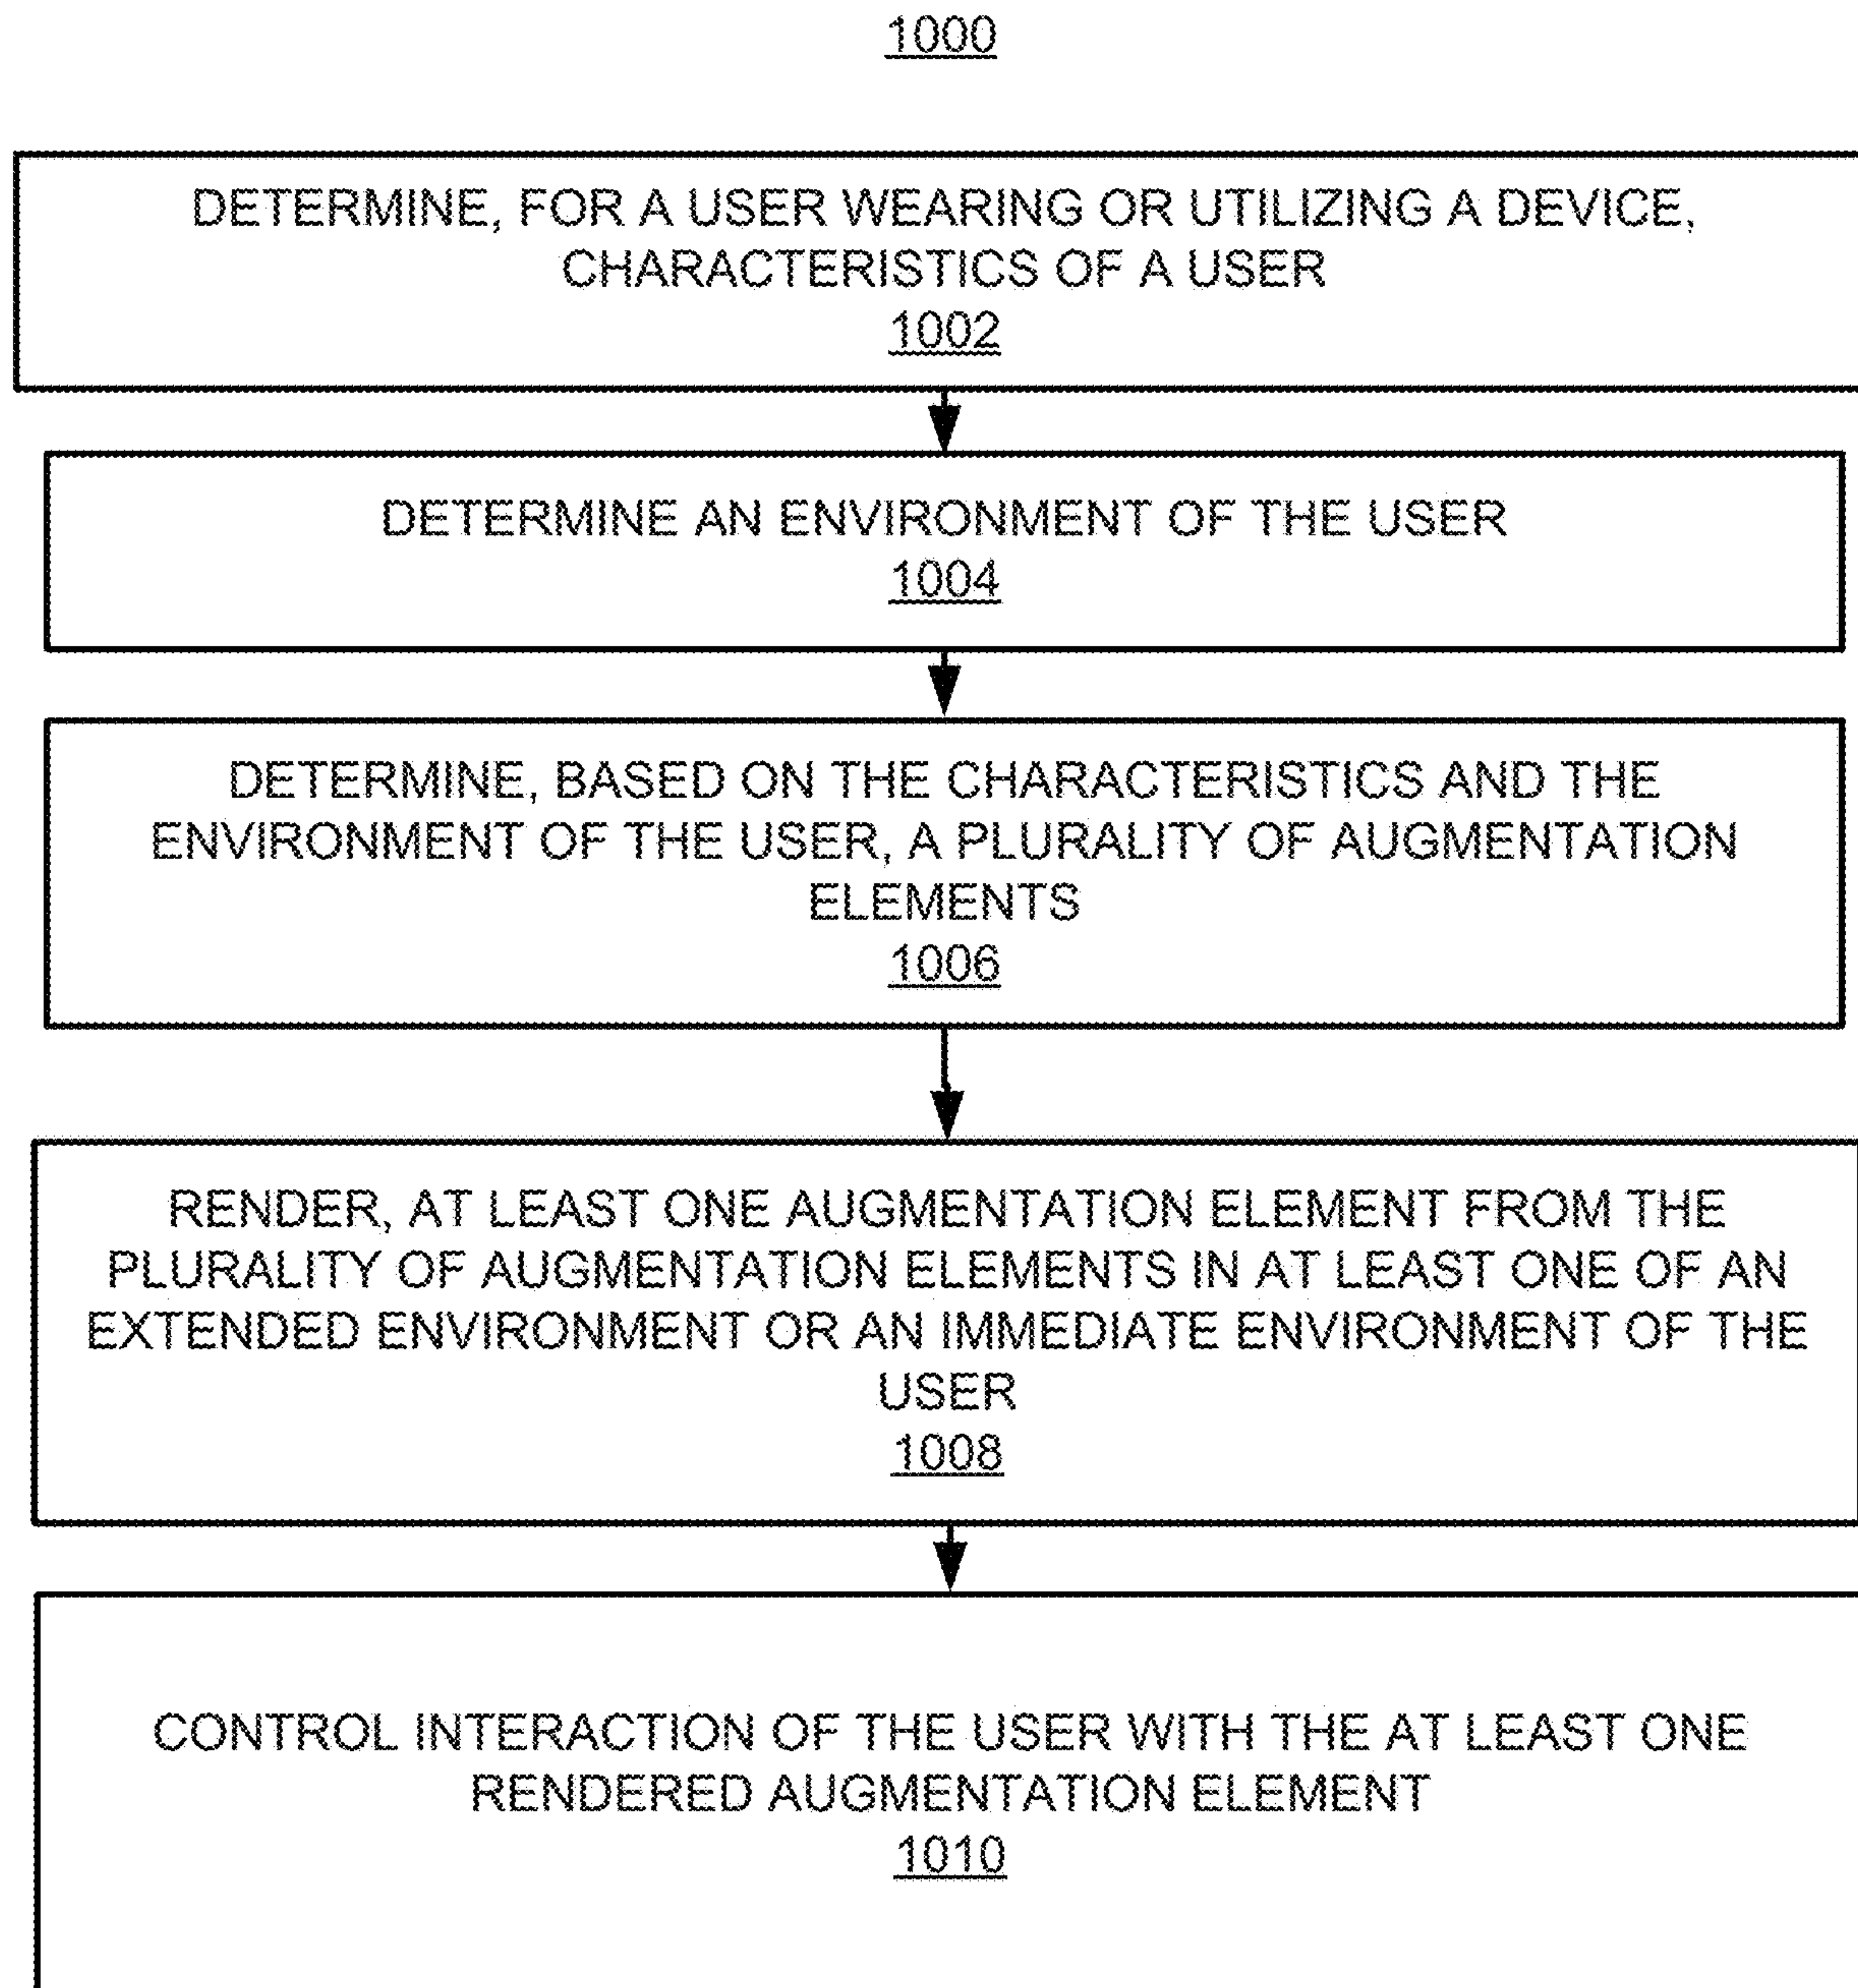 1000
DETERMINE, FOR A USER WEARING OR UTILIZING A DEVICE,
CHARACTERISTICS OF A USER
1002
DETERMINE AN ENVIRONMENT OF THE USER
1004
DETERMINE, BASED ON THE CHARACTERISTICS AND THE
ENVIRONMENT OF THE USER, A PLURALITY OF AUGMENTATION
ELEMENTS
1006
RENDER, AT LEAST ONE AUGMENTATION ELEMENT FROM THE
PLURALITY OF AUGMENTATION ELEMENTS IN AT LEAST ONE OF AN
EXTENDED ENVIRONMENT OR AN IMMEDIATE ENVIRONMENT OF THE
USER
1008
CONTROL INTERACTION OF THE USER WITH THE AT LEAST ONE
RENDERED AUGMENTATION ELEMENT
1010